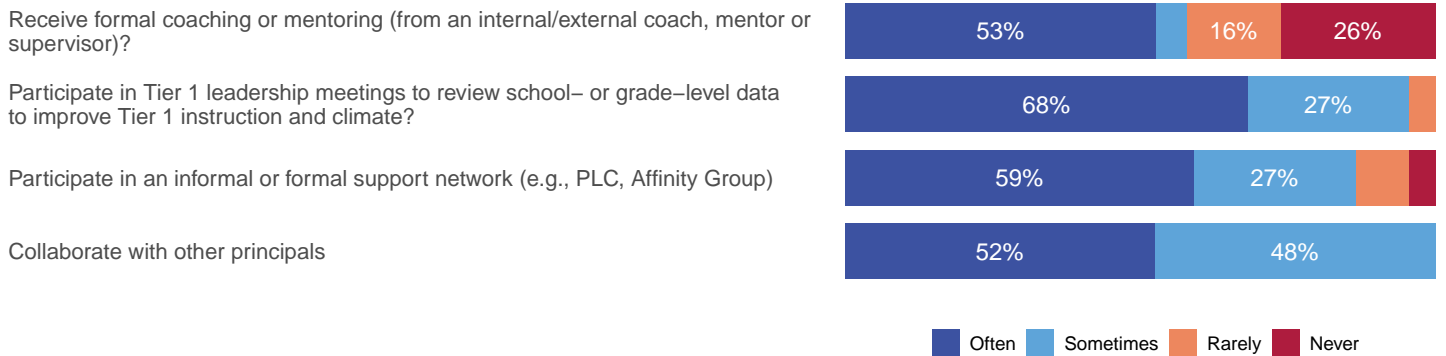 Receive formal coaching or mentoring (from an internal/external coach, mentor or
supervisor)?
53% 16% 26%
Participate in Tier 1 leadership meetings to review school− or grade−level data
to improve Tier 1 instruction and climate?
68% 27%
Participate in an informal or formal support network (e.g., PLC, Affinity Group)
59% 27%
Collaborate with other principals
52% 48%
Often Sometimes Rarely Never